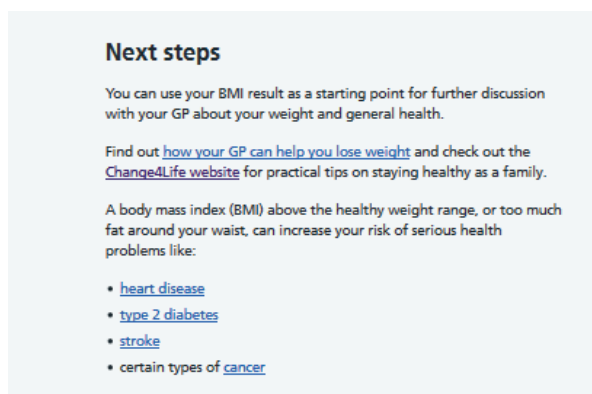 Next steps
You can use your BMI result as a starting point for further discussion
with your GP about your weight and general health.
Find out how your GP can help you lose weight and check out the
Change4Life website for practical tips on staying healthy as a family.
A body mass index (BMI) above the healthy weight range, or too much
fat around your waist, can increase your risk of serious health
problems like:
• heart disease
• type 2 diabetes
• stroke
• certain types of cancer